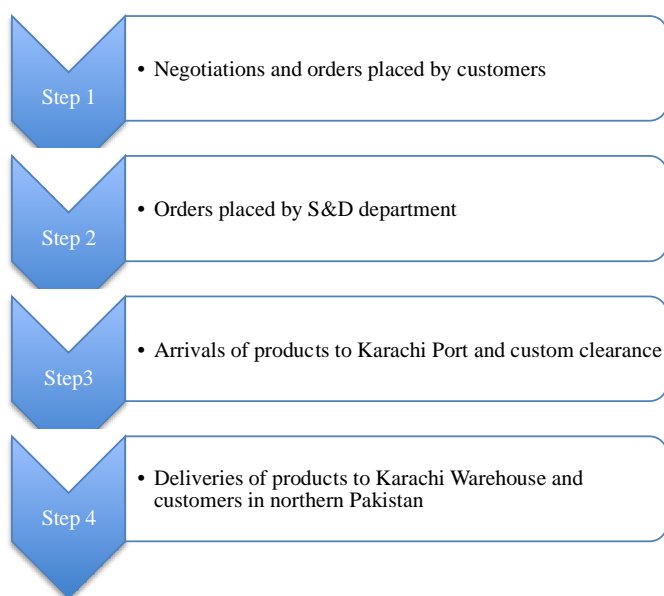 Step 1
• Negotiations and orders placed by customers
Step 2
• Orders placed by S&D department
Step3
• Arrivals of products to Karachi Port and custom clearance
Step 4
• Deliveries of products to Karachi Warehouse and
customers in northern Pakistan